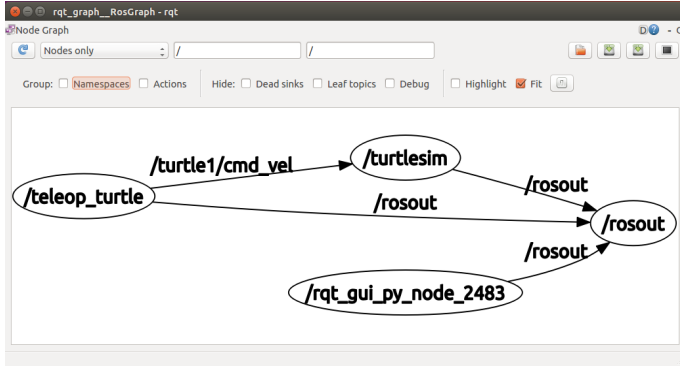 rqt_graph__RosGraph - rqt
Node Graph
D
Nodes only
/
/
Group:
Namespaces
Actions
Hide:
Dead sinks
Leaf topics
Debug
Highlight
Fit
/turtle1/cmd_vel
/turtlesim
/teleop_turtle
/rosout
/rosout
/rosout
/rosout
/rqt_gui_py_node_2483